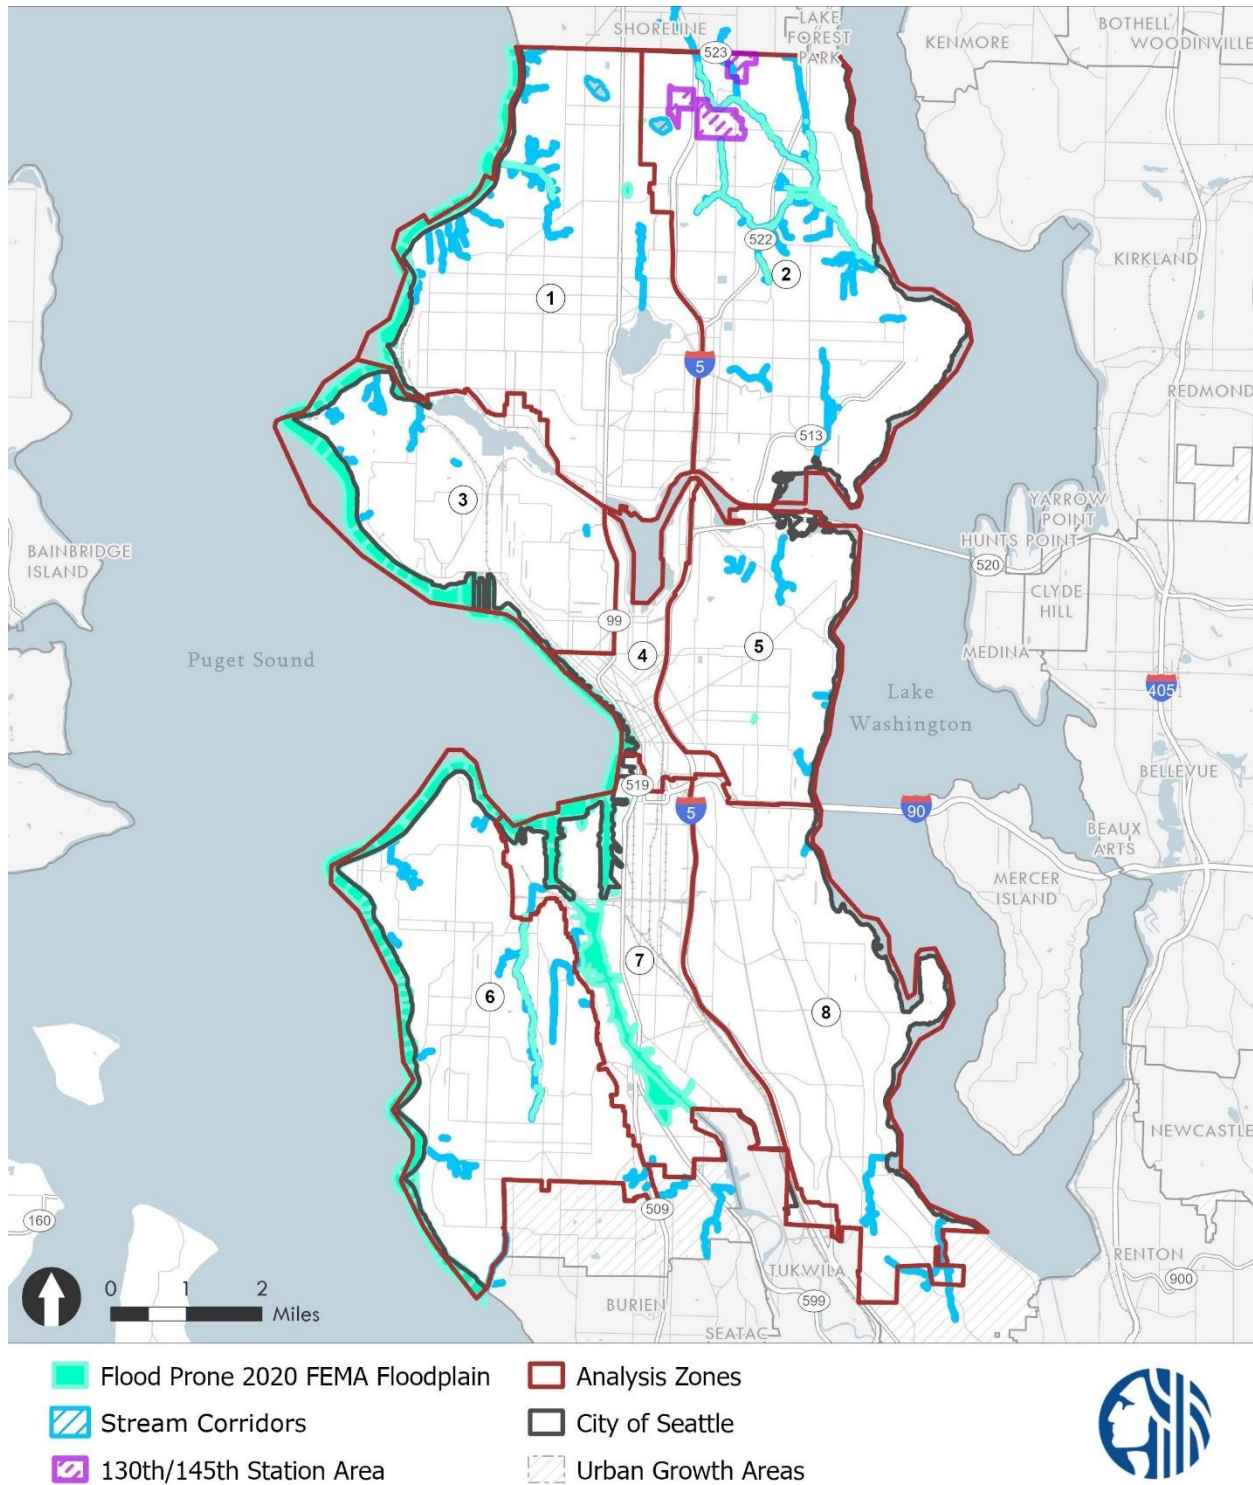 SHORELINE
LAKE
FOREST
PARK
BOTHELL
KENMORE
WOODINVILLE
523
522
KIRKLAND
2
1
5
REDMOND
513
3
YARROW
POINT
HUNTS POINT
BAINBRIDGE
ISLAND
520
CLYDE
HILL
99
4
5
MEDINA
Puget Sound
405
Lake
Washington
BELLEVUE
519
5
90
BEAUX
ARTS
MERCER
ISLAND
7
6
8
NEWCASTLE
160
509
RENTON
TUKWILA
900
599
BURIEN
SEATAC
0 1 2
Miles
Flood Prone 2020 FEMA Floodplain
Stream Corridors
130th/145th Station Area
Analysis Zones
City of Seattle
Urban Growth Areas